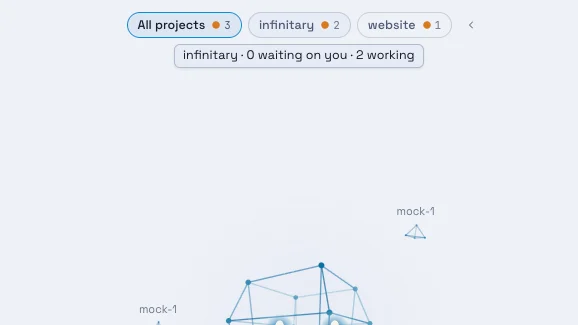 All projects 3 infinitary 2 website 1 <
infinitary · 0 waiting on you · 2 working
mock-1
mock-1